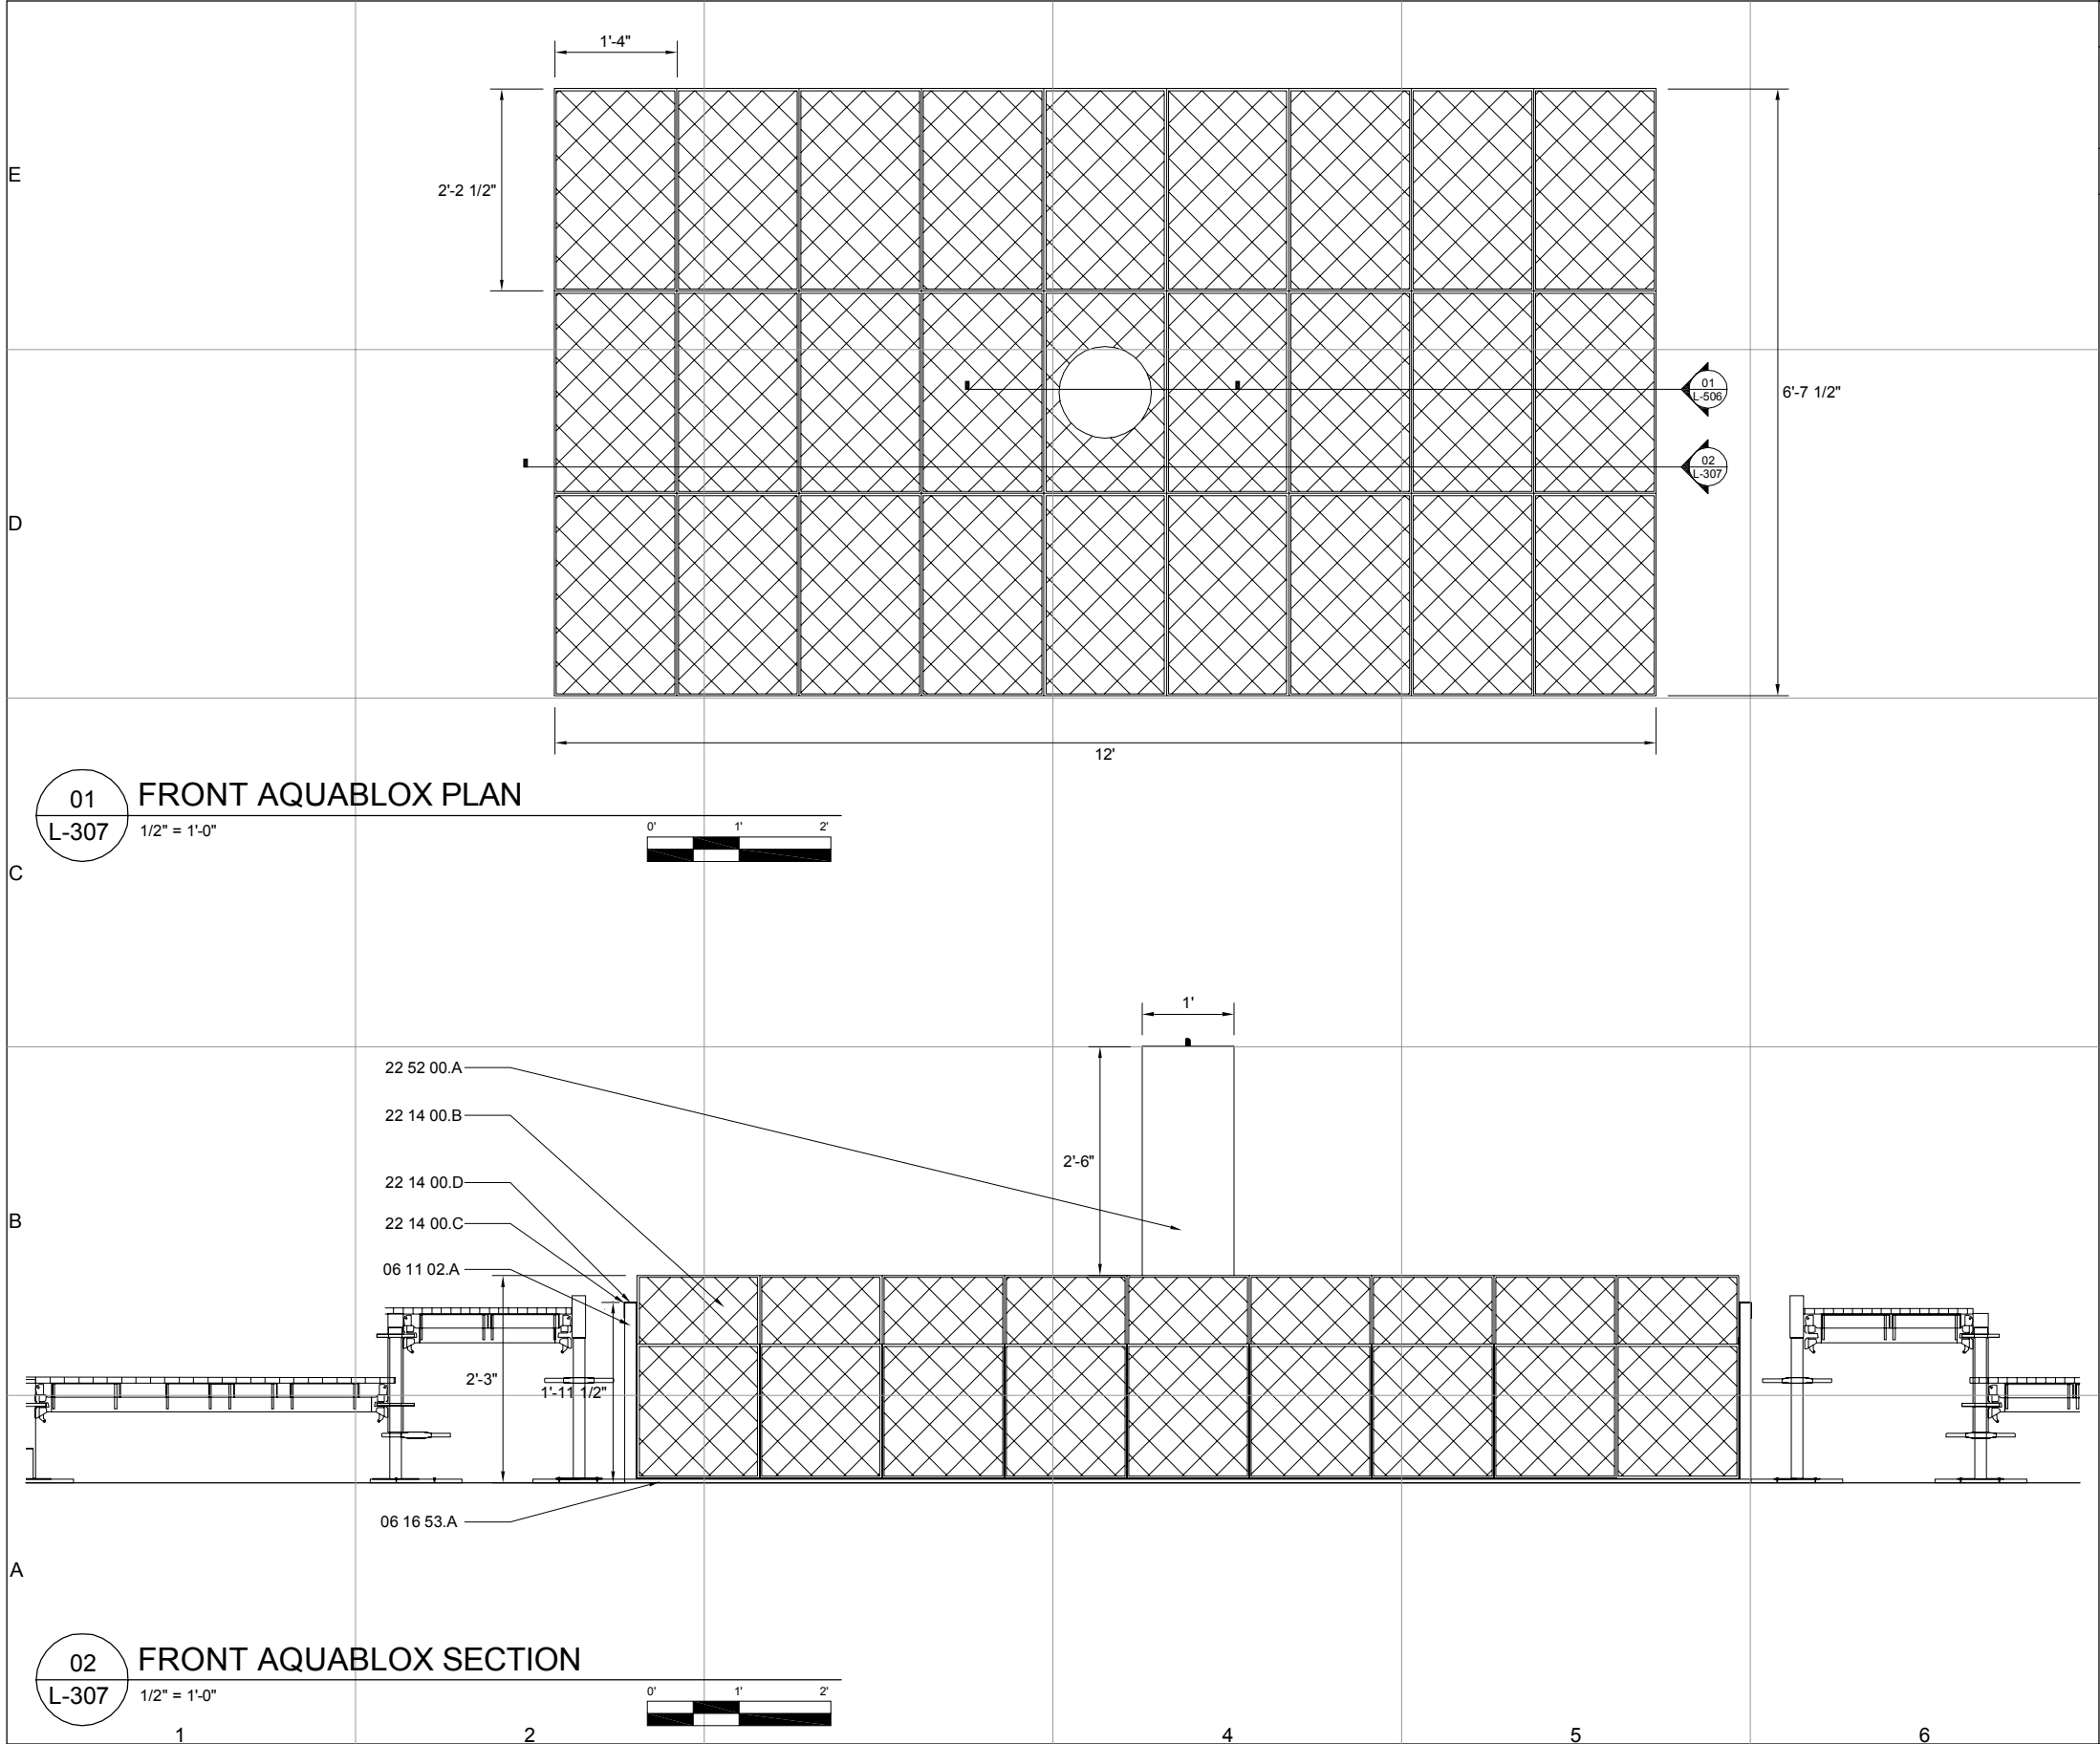 1'-4"
E
2'-2 1/2"
01
L-506
6'-7 1/2"
02
L-307
D
12'
01
L-307
FRONT AQUABLOX PLAN
1/2" = 1'-0"
0' 1' 2'
C
1'
22 52 00.A
22 14 00.B
2'-6"
22 14 00.D
B
22 14 00.C
06 11 02.A
2'-3"
1'-11 1/2"
06 16 53.A
A
02
L-307
FRONT AQUABLOX SECTION
1/2" = 1'-0"
0' 1' 2'
1 2 4 5 6